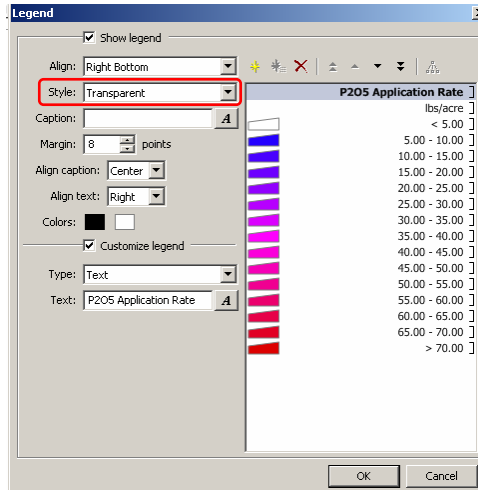 Legend
Show legend
Align: Right Bottom
Style: Transparent
Caption: A
Margin: 8 points
Align caption: Center
Align text: Right
Colors:
Customize legend
Type: Text
Text: P2O5 Application Rate A
P2O5 Application Rate
lbs/acre
< 5.00
5.00 - 10.00
10.00 - 15.00
15.00 - 20.00
20.00 - 25.00
25.00 - 30.00
30.00 - 35.00
35.00 - 40.00
40.00 - 45.00
45.00 - 50.00
50.00 - 55.00
55.00 - 60.00
60.00 - 65.00
65.00 - 70.00
> 70.00
OK Cancel